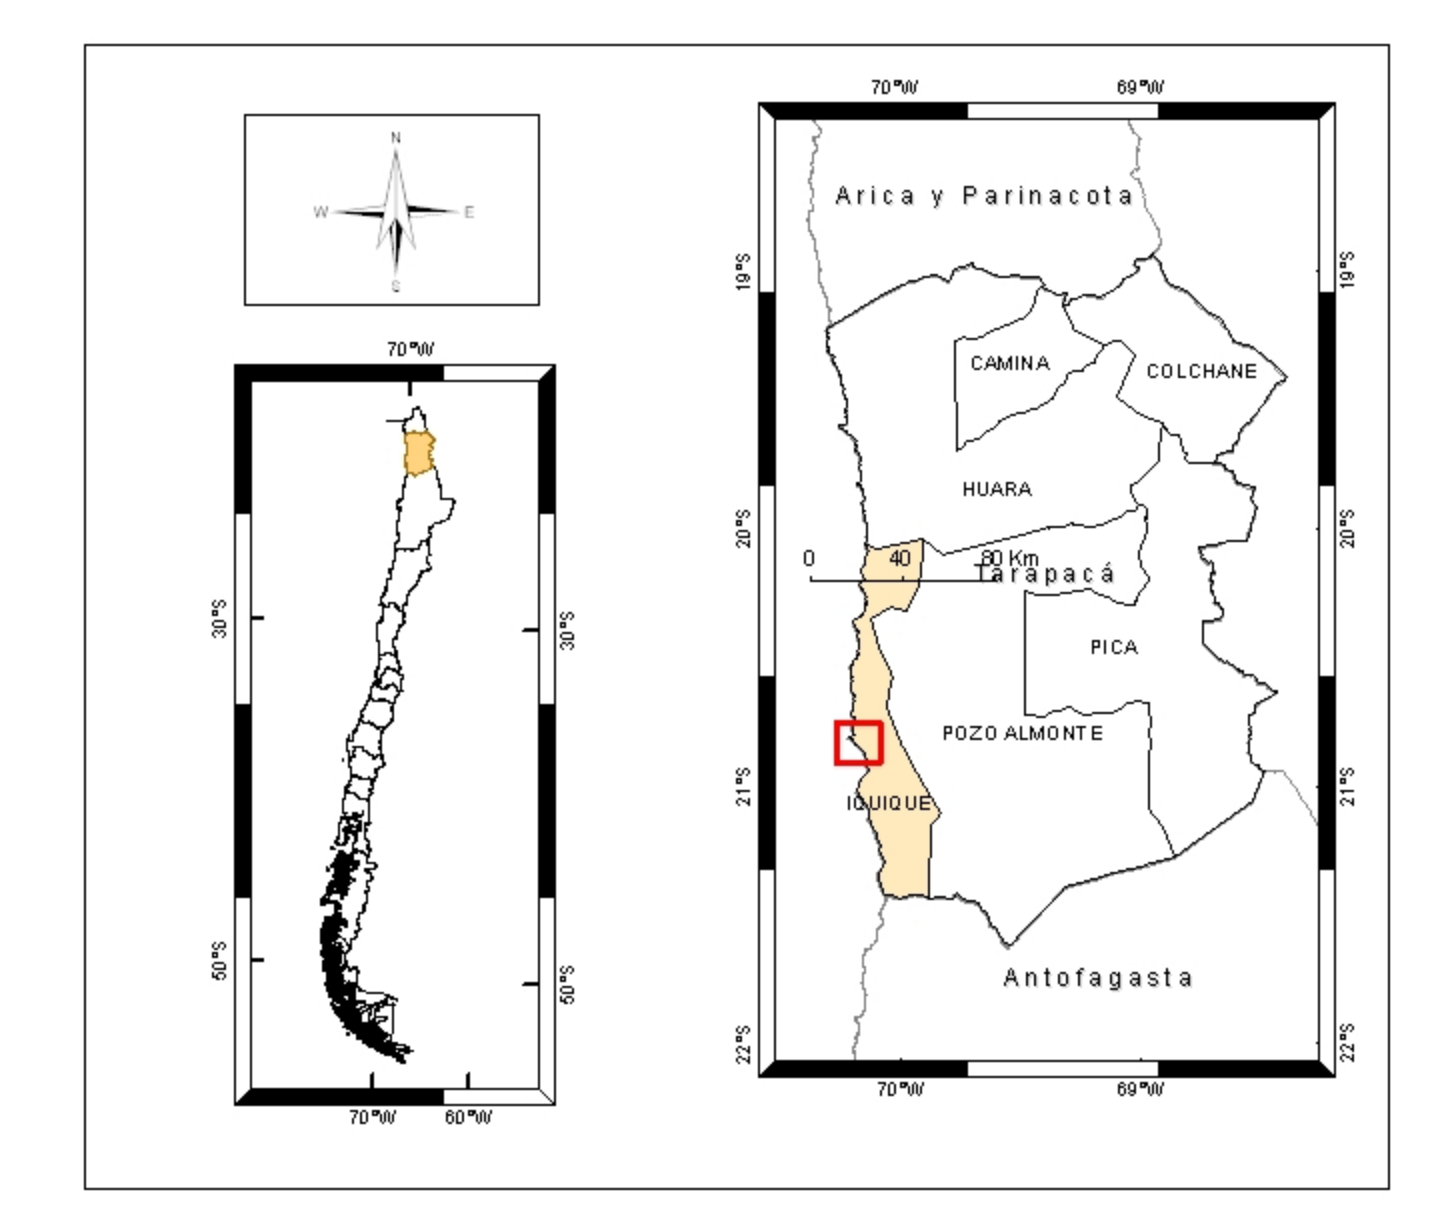 N
W E
S
70°W
30°S 30°S
50°S 50°S
70°W 60°W
70°W 69°W
Arica y Parinacota
19°S 19°S
CAMINA
COLCHANE
HUARA
20°S 20°S
0 40 80 Km
Tarapacá
PICA
POZO ALMONTE
21°S 21°S
IQUIQUE
Antofagasta
22°S 22°S
70°W 69°W